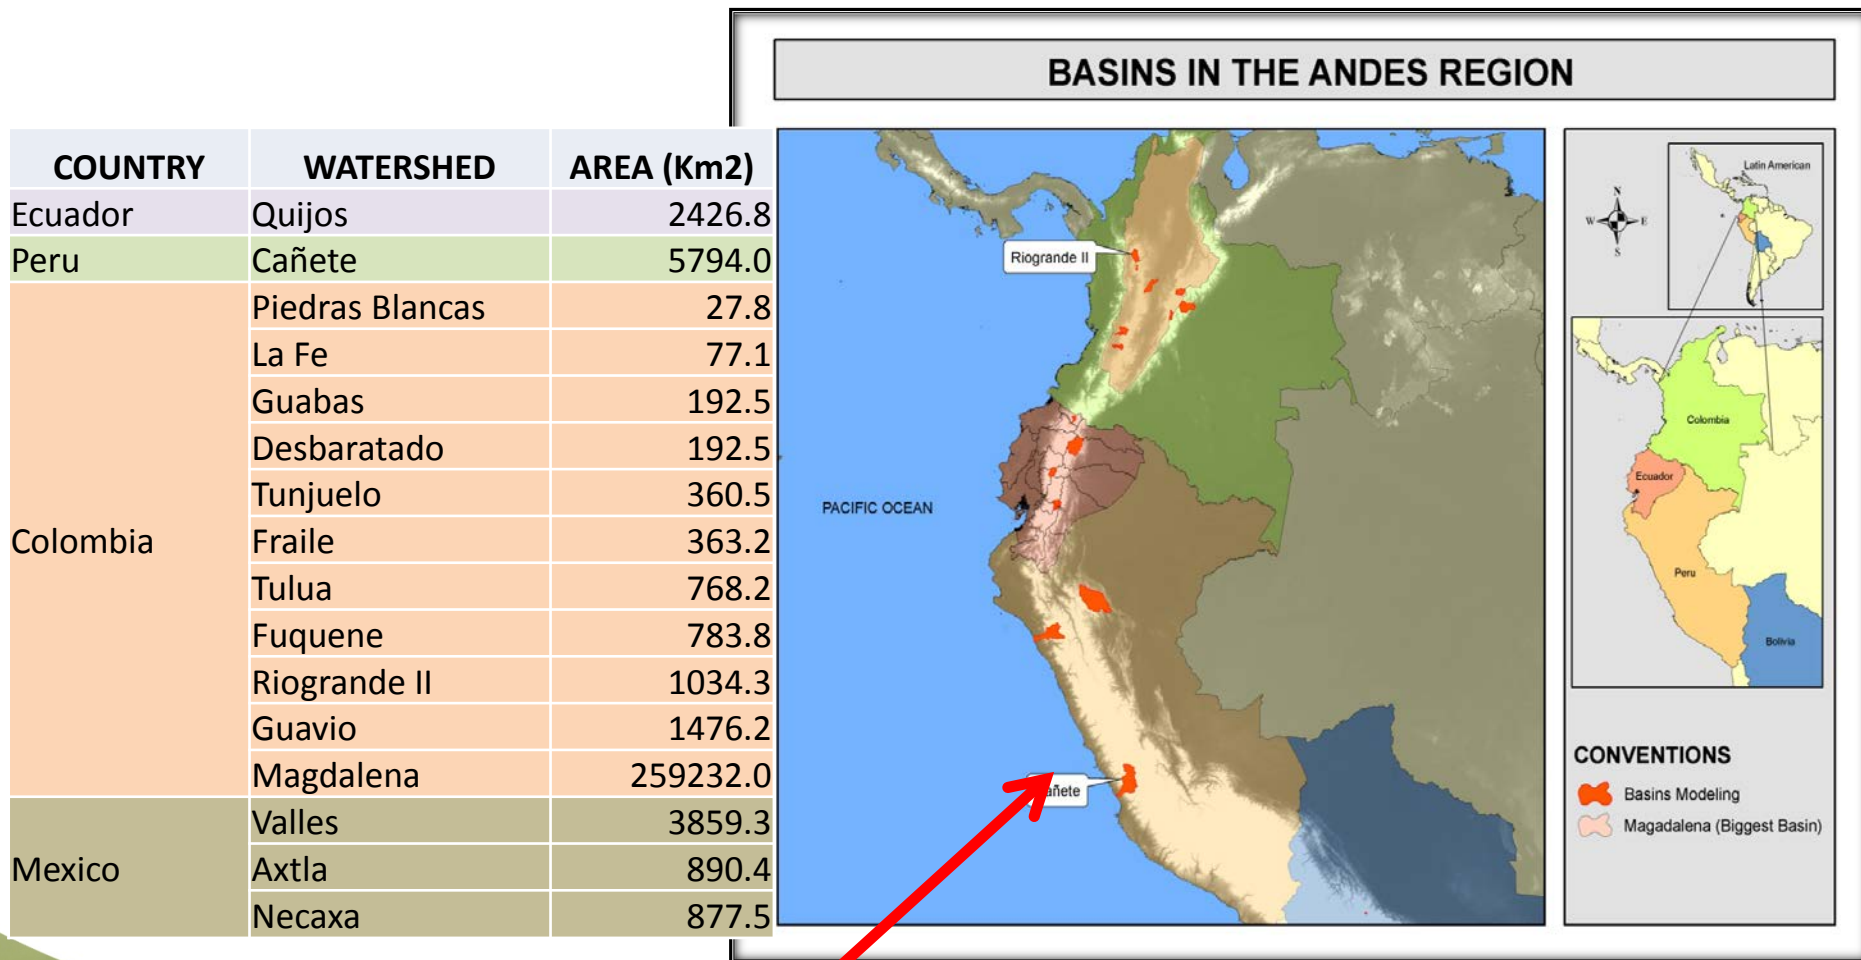 BASINS IN THE ANDES REGION
COUNTRY WATERSHED AREA (Km2)
Ecuador Quijos 2426.8
Peru Cañete 5794.0
Colombia
Piedras Blancas 27.8
La Fe 77.1
Guabas 192.5
Desbaratado 192.5
Tunjuelo 360.5
Fraile 363.2
Tulua 768.2
Fuquene 783.8
Riogrande II 1034.3
Guavio 1476.2
Magdalena 259232.0
Mexico
Valles 3859.3
Axtla 890.4
Necaxa 877.5
Riogrande II
PACIFIC OCEAN
añete
Latin American
N
W E
S
Colombia
Ecuador
Peru
Bolivia
CONVENTIONS
Basins Modeling
Magadalena (Biggest Basin)